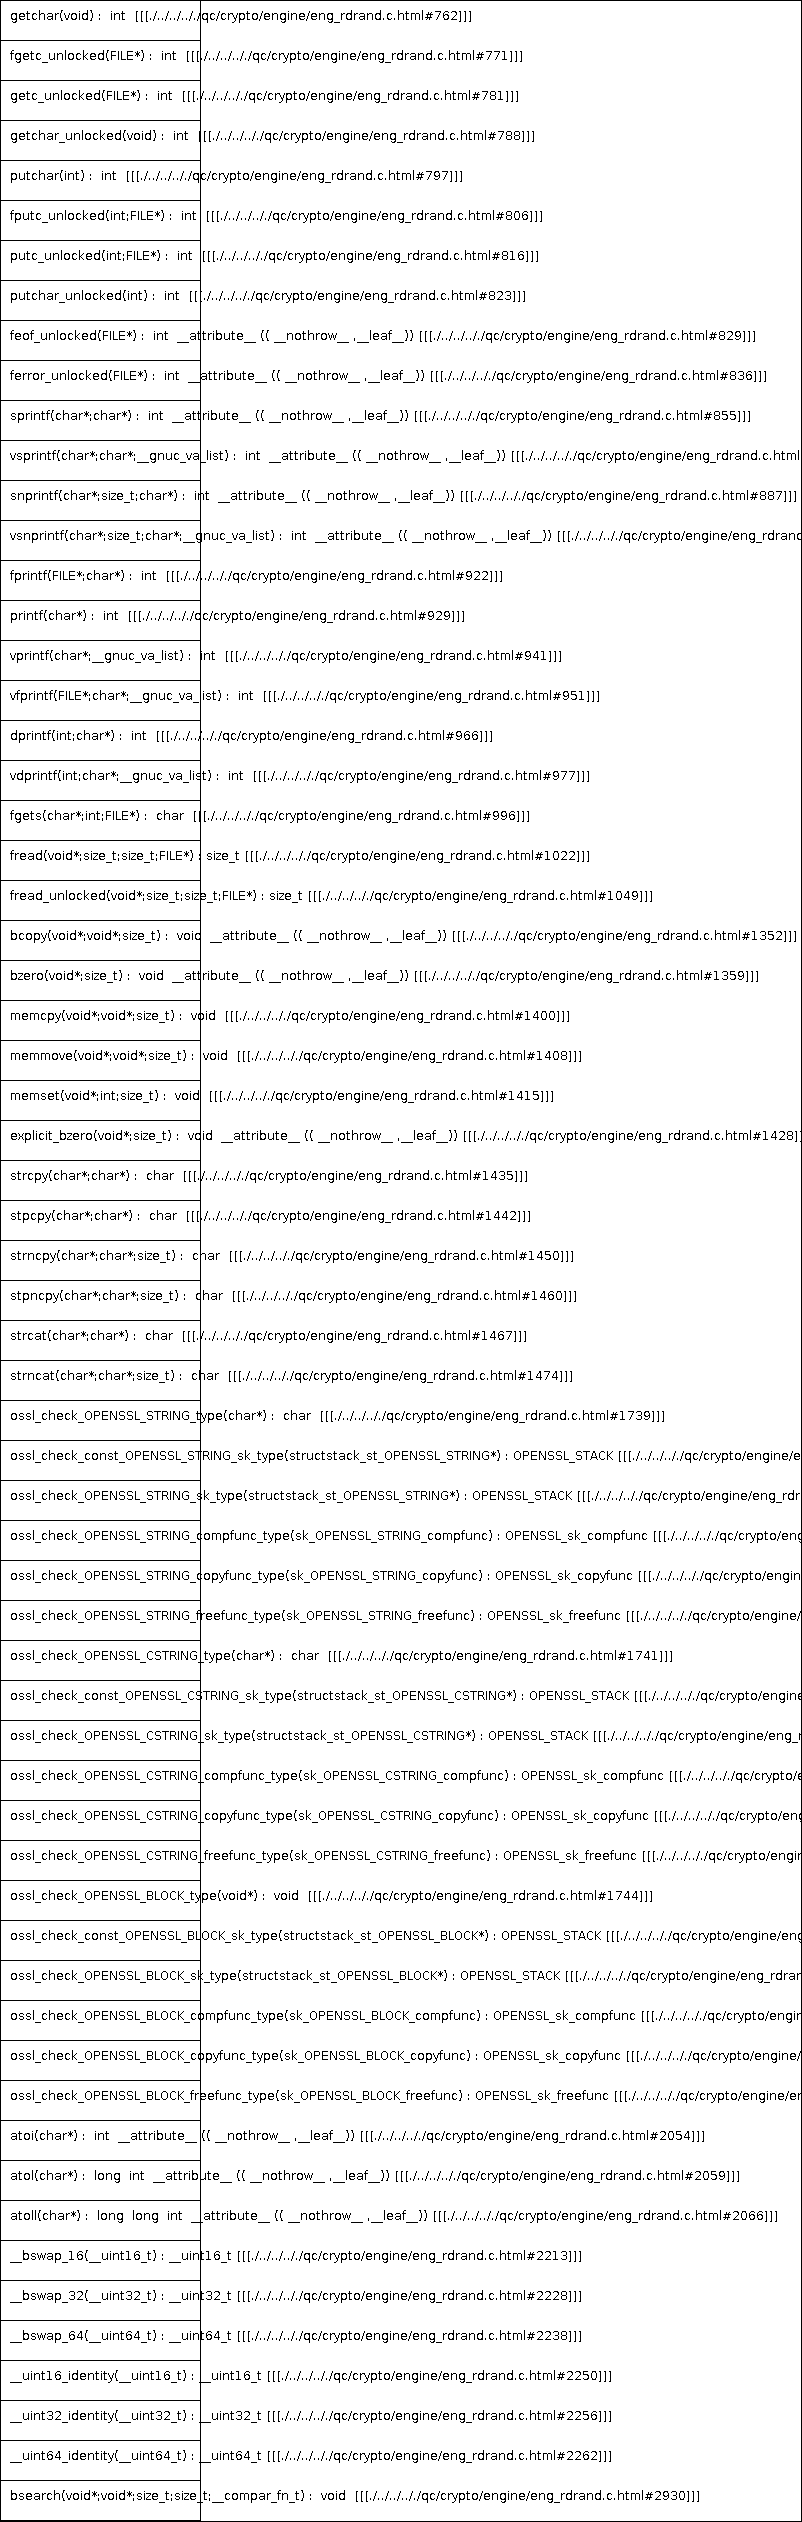 getchar(void) :  int  [[[./../../.././qc/crypto/engine/eng_rdrand.c.html#762]]]
fgetc_unlocked(FILE*) :  int  [[[./../../.././qc/crypto/engine/eng_rdrand.c.html#771]]]
getc_unlocked(FILE*) :  int  [[[./../../.././qc/crypto/engine/eng_rdrand.c.html#781]]]
getchar_unlocked(void) :  int  [[[./../../.././qc/crypto/engine/eng_rdrand.c.html#788]]]
putchar(int) :  int  [[[./../../.././qc/crypto/engine/eng_rdrand.c.html#797]]]
fputc_unlocked(int;FILE*) :  int  [[[./../../.././qc/crypto/engine/eng_rdrand.c.html#806]]]
putc_unlocked(int;FILE*) :  int  [[[./../../.././qc/crypto/engine/eng_rdrand.c.html#816]]]
putchar_unlocked(int) :  int  [[[./../../.././qc/crypto/engine/eng_rdrand.c.html#823]]]
feof_unlocked(FILE*) :  int  __attribute__ (( __nothrow__ ,__leaf__)) [[[./../../.././qc/crypto/engine/eng_rdrand.c.html#829]]]
ferror_unlocked(FILE*) :  int  __attribute__ (( __nothrow__ ,__leaf__)) [[[./../../.././qc/crypto/engine/eng_rdrand.c.html#836]]]
sprintf(char*;char*) :  int  __attribute__ (( __nothrow__ ,__leaf__)) [[[./../../.././qc/crypto/engine/eng_rdrand.c.html#855]]]
vsprintf(char*;char*;__gnuc_va_list) :  int  __attribute__ (( __nothrow__ ,__leaf__)) [[[./../../.././qc/crypto/engine/eng_rdrand.c.html
snprintf(char*;size_t;char*) :  int  __attribute__ (( __nothrow__ ,__leaf__)) [[[./../../.././qc/crypto/engine/eng_rdrand.c.html#887]]]
vsnprintf(char*;size_t;char*;__gnuc_va_list) :  int  __attribute__ (( __nothrow__ ,__leaf__)) [[[./../../.././qc/crypto/engine/eng_rdrand
fprintf(FILE*;char*) :  int  [[[./../../.././qc/crypto/engine/eng_rdrand.c.html#922]]]
printf(char*) :  int  [[[./../../.././qc/crypto/engine/eng_rdrand.c.html#929]]]
vprintf(char*;__gnuc_va_list) :  int  [[[./../../.././qc/crypto/engine/eng_rdrand.c.html#941]]]
vfprintf(FILE*;char*;__gnuc_va_list) :  int  [[[./../../.././qc/crypto/engine/eng_rdrand.c.html#951]]]
dprintf(int;char*) :  int  [[[./../../.././qc/crypto/engine/eng_rdrand.c.html#966]]]
vdprintf(int;char*;__gnuc_va_list) :  int  [[[./../../.././qc/crypto/engine/eng_rdrand.c.html#977]]]
fgets(char*;int;FILE*) :  char  [[[./../../.././qc/crypto/engine/eng_rdrand.c.html#996]]]
fread(void*;size_t;size_t;FILE*) : size_t [[[./../../.././qc/crypto/engine/eng_rdrand.c.html#1022]]]
fread_unlocked(void*;size_t;size_t;FILE*) : size_t [[[./../../.././qc/crypto/engine/eng_rdrand.c.html#1049]]]
bcopy(void*;void*;size_t) :  void  __attribute__ (( __nothrow__ ,__leaf__)) [[[./../../.././qc/crypto/engine/eng_rdrand.c.html#1352]]]
bzero(void*;size_t) :  void  __attribute__ (( __nothrow__ ,__leaf__)) [[[./../../.././qc/crypto/engine/eng_rdrand.c.html#1359]]]
memcpy(void*;void*;size_t) :  void  [[[./../../.././qc/crypto/engine/eng_rdrand.c.html#1400]]]
memmove(void*;void*;size_t) :  void  [[[./../../.././qc/crypto/engine/eng_rdrand.c.html#1408]]]
memset(void*;int;size_t) :  void  [[[./../../.././qc/crypto/engine/eng_rdrand.c.html#1415]]]
explicit_bzero(void*;size_t) :  void  __attribute__ (( __nothrow__ ,__leaf__)) [[[./../../.././qc/crypto/engine/eng_rdrand.c.html#1428]]
strcpy(char*;char*) :  char  [[[./../../.././qc/crypto/engine/eng_rdrand.c.html#1435]]]
stpcpy(char*;char*) :  char  [[[./../../.././qc/crypto/engine/eng_rdrand.c.html#1442]]]
strncpy(char*;char*;size_t) :  char  [[[./../../.././qc/crypto/engine/eng_rdrand.c.html#1450]]]
stpncpy(char*;char*;size_t) :  char  [[[./../../.././qc/crypto/engine/eng_rdrand.c.html#1460]]]
strcat(char*;char*) :  char  [[[./../../.././qc/crypto/engine/eng_rdrand.c.html#1467]]]
strncat(char*;char*;size_t) :  char  [[[./../../.././qc/crypto/engine/eng_rdrand.c.html#1474]]]
ossl_check_OPENSSL_STRING_type(char*) :  char  [[[./../../.././qc/crypto/engine/eng_rdrand.c.html#1739]]]
ossl_check_const_OPENSSL_STRING_sk_type(structstack_st_OPENSSL_STRING*) : OPENSSL_STACK [[[./../../.././qc/crypto/engine/e
ossl_check_OPENSSL_STRING_sk_type(structstack_st_OPENSSL_STRING*) : OPENSSL_STACK [[[./../../.././qc/crypto/engine/eng_rdr
ossl_check_OPENSSL_STRING_compfunc_type(sk_OPENSSL_STRING_compfunc) : OPENSSL_sk_compfunc [[[./../../.././qc/crypto/eng
ossl_check_OPENSSL_STRING_copyfunc_type(sk_OPENSSL_STRING_copyfunc) : OPENSSL_sk_copyfunc [[[./../../.././qc/crypto/engin
ossl_check_OPENSSL_STRING_freefunc_type(sk_OPENSSL_STRING_freefunc) : OPENSSL_sk_freefunc [[[./../../.././qc/crypto/engine/
ossl_check_OPENSSL_CSTRING_type(char*) :  char  [[[./../../.././qc/crypto/engine/eng_rdrand.c.html#1741]]]
ossl_check_const_OPENSSL_CSTRING_sk_type(structstack_st_OPENSSL_CSTRING*) : OPENSSL_STACK [[[./../../.././qc/crypto/engine
ossl_check_OPENSSL_CSTRING_sk_type(structstack_st_OPENSSL_CSTRING*) : OPENSSL_STACK [[[./../../.././qc/crypto/engine/eng_r
ossl_check_OPENSSL_CSTRING_compfunc_type(sk_OPENSSL_CSTRING_compfunc) : OPENSSL_sk_compfunc [[[./../../.././qc/crypto/e
ossl_check_OPENSSL_CSTRING_copyfunc_type(sk_OPENSSL_CSTRING_copyfunc) : OPENSSL_sk_copyfunc [[[./../../.././qc/crypto/eng
ossl_check_OPENSSL_CSTRING_freefunc_type(sk_OPENSSL_CSTRING_freefunc) : OPENSSL_sk_freefunc [[[./../../.././qc/crypto/engin
ossl_check_OPENSSL_BLOCK_type(void*) :  void  [[[./../../.././qc/crypto/engine/eng_rdrand.c.html#1744]]]
ossl_check_const_OPENSSL_BLOCK_sk_type(structstack_st_OPENSSL_BLOCK*) : OPENSSL_STACK [[[./../../.././qc/crypto/engine/eng
ossl_check_OPENSSL_BLOCK_sk_type(structstack_st_OPENSSL_BLOCK*) : OPENSSL_STACK [[[./../../.././qc/crypto/engine/eng_rdran
ossl_check_OPENSSL_BLOCK_compfunc_type(sk_OPENSSL_BLOCK_compfunc) : OPENSSL_sk_compfunc [[[./../../.././qc/crypto/engin
ossl_check_OPENSSL_BLOCK_copyfunc_type(sk_OPENSSL_BLOCK_copyfunc) : OPENSSL_sk_copyfunc [[[./../../.././qc/crypto/engine/
ossl_check_OPENSSL_BLOCK_freefunc_type(sk_OPENSSL_BLOCK_freefunc) : OPENSSL_sk_freefunc [[[./../../.././qc/crypto/engine/en
atoi(char*) :  int  __attribute__ (( __nothrow__ ,__leaf__)) [[[./../../.././qc/crypto/engine/eng_rdrand.c.html#2054]]]
atol(char*) :  long  int  __attribute__ (( __nothrow__ ,__leaf__)) [[[./../../.././qc/crypto/engine/eng_rdrand.c.html#2059]]]
atoll(char*) :  long  long  int  __attribute__ (( __nothrow__ ,__leaf__)) [[[./../../.././qc/crypto/engine/eng_rdrand.c.html#2066]]]
__bswap_16(__uint16_t) : __uint16_t [[[./../../.././qc/crypto/engine/eng_rdrand.c.html#2213]]]
__bswap_32(__uint32_t) : __uint32_t [[[./../../.././qc/crypto/engine/eng_rdrand.c.html#2228]]]
__bswap_64(__uint64_t) : __uint64_t [[[./../../.././qc/crypto/engine/eng_rdrand.c.html#2238]]]
__uint16_identity(__uint16_t) : __uint16_t [[[./../../.././qc/crypto/engine/eng_rdrand.c.html#2250]]]
__uint32_identity(__uint32_t) : __uint32_t [[[./../../.././qc/crypto/engine/eng_rdrand.c.html#2256]]]
__uint64_identity(__uint64_t) : __uint64_t [[[./../../.././qc/crypto/engine/eng_rdrand.c.html#2262]]]
bsearch(void*;void*;size_t;size_t;__compar_fn_t) :  void  [[[./../../.././qc/crypto/engine/eng_rdrand.c.html#2930]]]